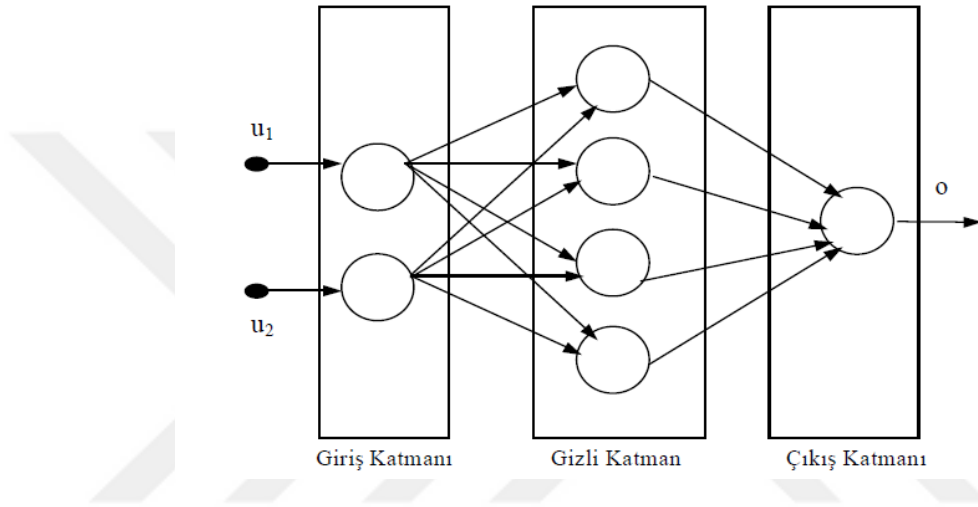 u1
o
u2
Giriş Katmanı
Gizli Katman
Çıkış Katmanı